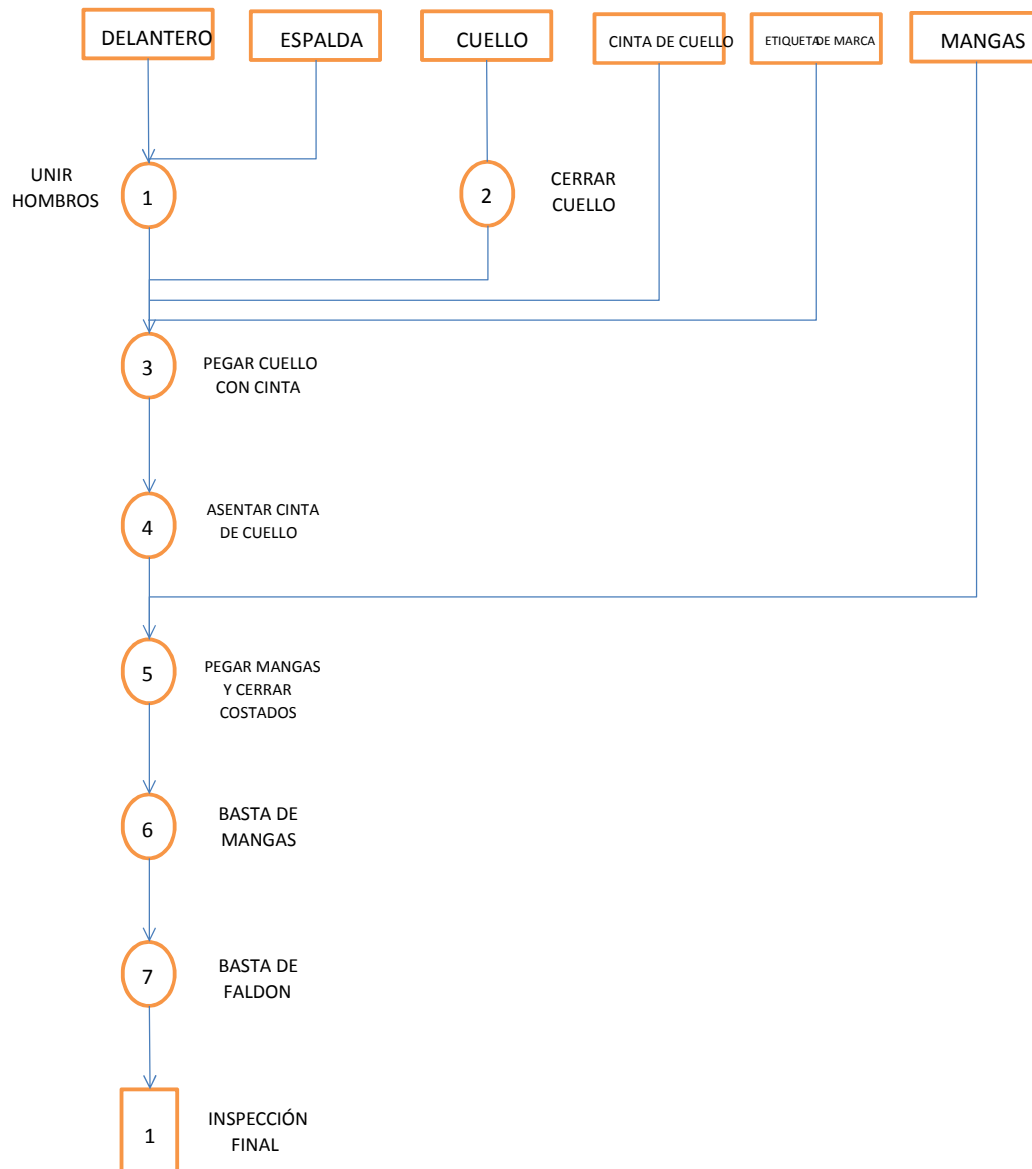 DELANTERO
ESPALDA
CUELLO
CINTA DE CUELLO
ETIQUETA DE MARCA
MANGAS
UNIR
HOMBROS
1
2
CERRAR
CUELLO
3
PEGAR CUELLO
CON CINTA
4
ASENTAR CINTA
DE CUELLO
5
PEGAR MANGAS
Y CERRAR
COSTADOS
6
BASTA DE
MANGAS
7
BASTA DE
FALDON
1
INSPECCIÓN
FINAL